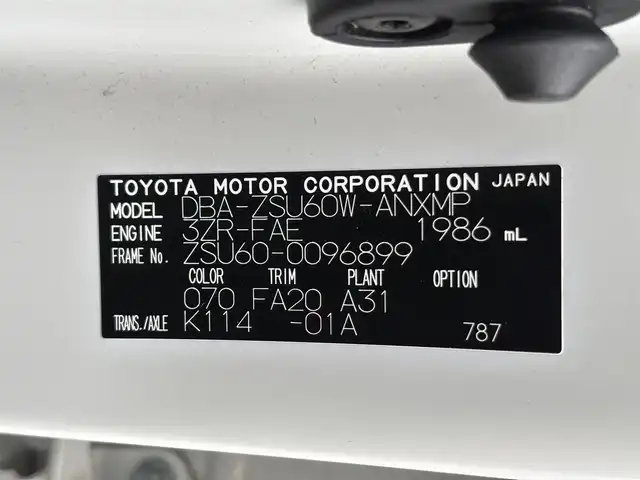 TOYOTA MOTOR CORPORATION JAPAN
MODEL DBA-ZSU60W-ANXMP
ENGINE 3ZR-FAE 1986 mL
FRAME No. ZSU60-0096899
COLOR TRIM PLANT OPTION
070 FA20 A31
TRANS./AXLE K114 -01A 787